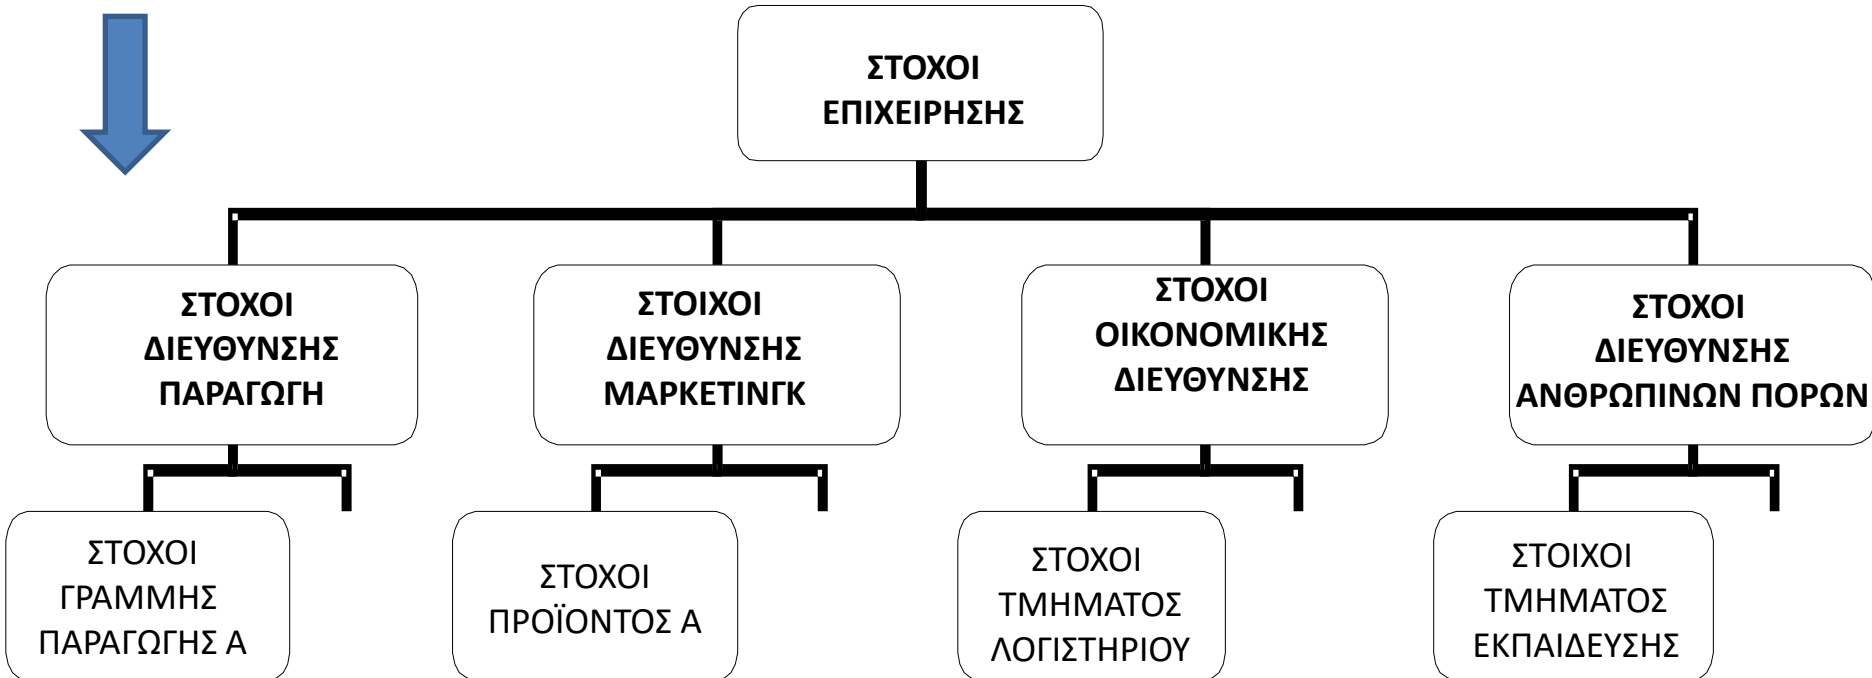 ΣΤΟΧΟΙ
ΕΠΙΧΕΙΡΗΣΗΣ
ΣΤΟΧΟΙ
ΔΙΕΥΘΥΝΣΗΣ
ΠΑΡΑΓΩΓΗ
ΣΤΟΙΧΟΙ
ΔΙΕΥΘΥΝΣΗΣ
ΜΑΡΚΕΤΙΝΓΚ
ΣΤΟΧΟΙ
ΟΙΚΟΝΟΜΙΚΗΣ
ΔΙΕΥΘΥΝΣΗΣ
ΣΤΟΧΟΙ
ΔΙΕΥΘΥΝΣΗΣ
ΑΝΘΡΩΠΙΝΩΝ ΠΟΡΩΝ
ΣΤΟΧΟΙ
ΓΡΑΜΜΗΣ
ΠΑΡΑΓΩΓΗΣ Α
ΣΤΟΧΟΙ
ΠΡΟΪΟΝΤΟΣ Α
ΣΤΟΧΟΙ
ΤΜΗΜΑΤΟΣ
ΛΟΓΙΣΤΗΡΙΟΥ
ΣΤΟΙΧΟΙ
ΤΜΗΜΑΤΟΣ
ΕΚΠΑΙΔΕΥΣΗΣ